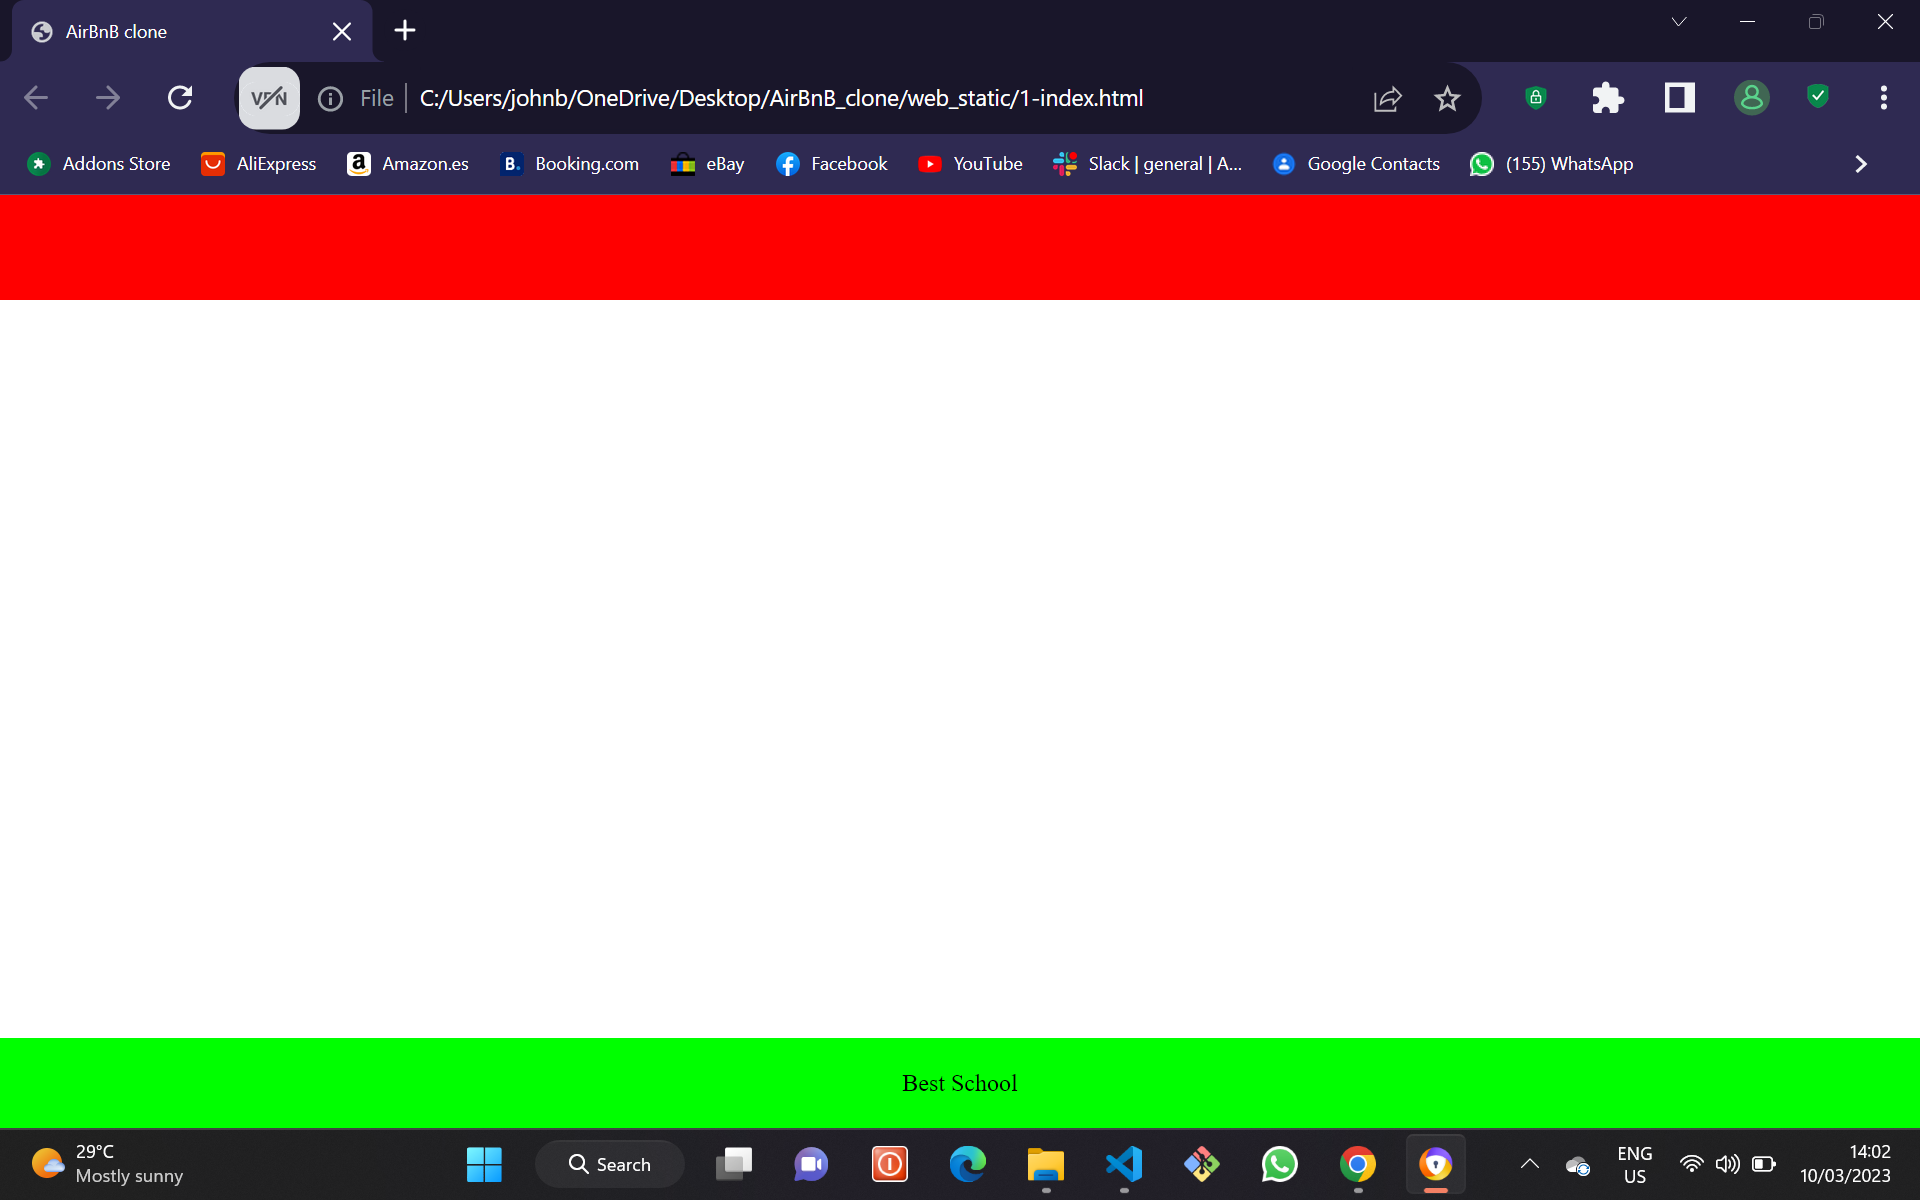 AirBnB clone
VPN
File
C:/Users/johnb/OneDrive/Desktop/AirBnB_clone/web_static/1-index.html
Addons Store
AliExpress
a
Amazon.es
B.
Booking.com
eBay
Facebook
YouTube
Slack | general | A...
Google Contacts
(155) WhatsApp
Best School
29°C
Mostly sunny
Search
ENG
US
14:02
10/03/2023